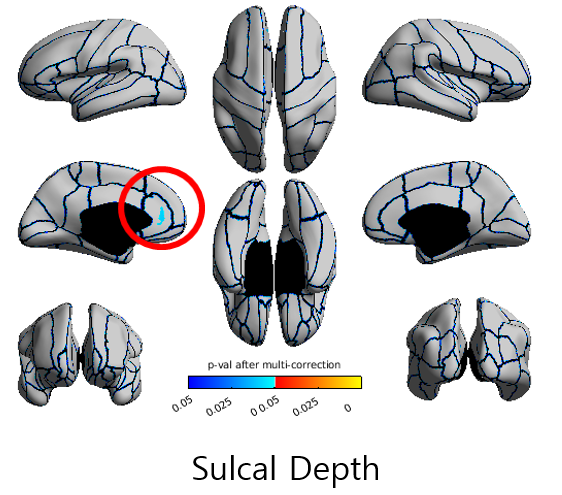 p-val after multi-correction
0.05 0.025 0 0.05 0.025 0
Sulcal Depth